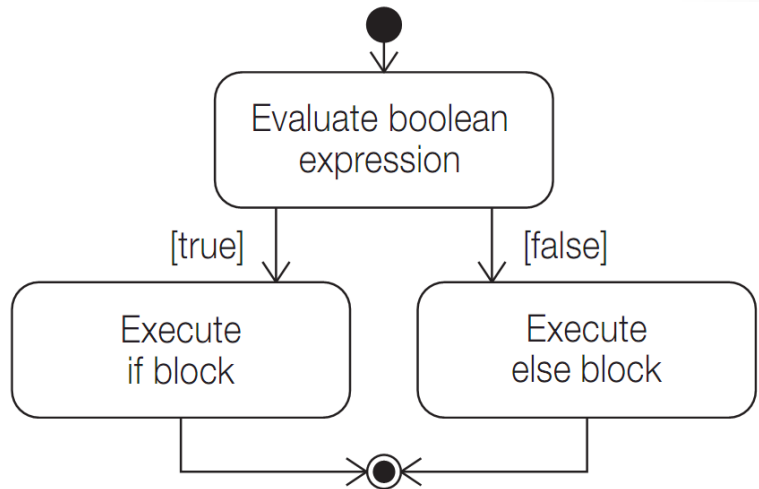 Evaluate boolean
expression
[true]
[false]
Execute
if block
Execute
else block